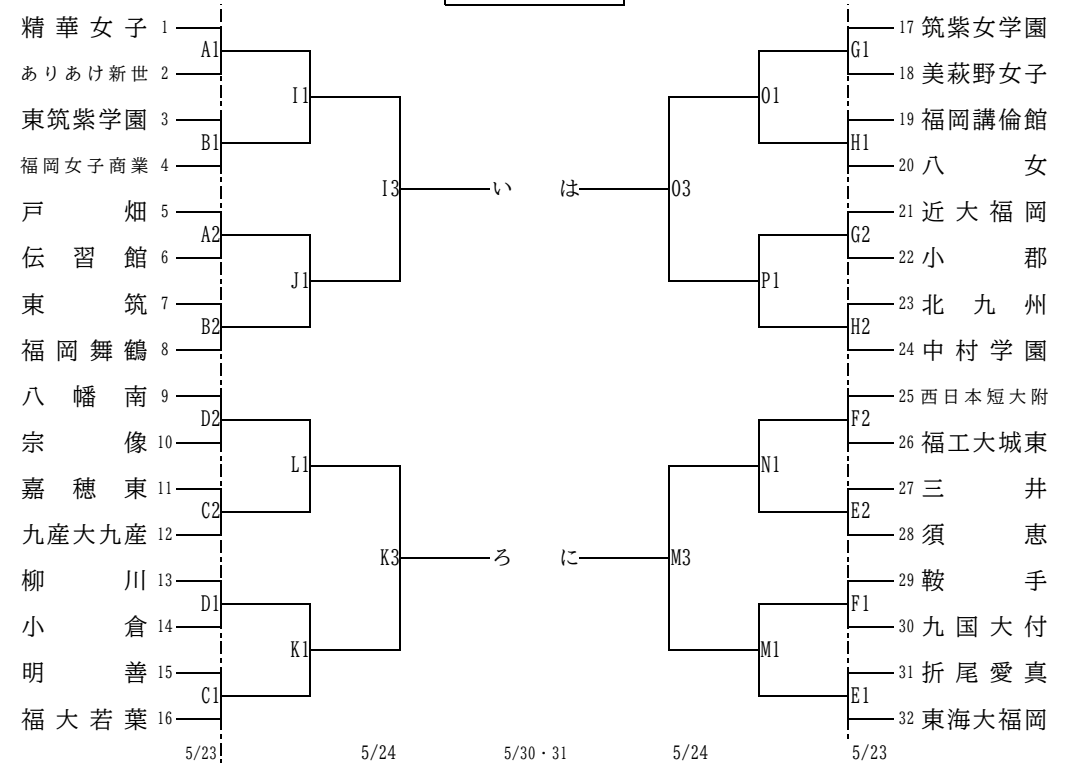 精華女子 1
A1
ありあけ新世 2
I1
東筑紫学園 3
B1
福岡女子商業 4
I3
い
戸畑 5
A2
伝習館 6
J1
東筑 7
B2
福岡舞鶴 8
八幡南 9
D2
宗像 10
L1
嘉穂東 11
C2
九産大九産 12
K3
ろ
柳川 13
D1
小倉 14
K1
明善 15
C1
福大若葉 16
17 筑紫女学園
G1
18 美萩野女子
O1
19 福岡講倫館
H1
20 八女
は
O3
21 近大福岡
G2
22 小郡
P1
23 北九州
H2
24 中村学園
25 西日本短大附
F2
26 福工大城東
N1
27 三井
E2
28 須恵
に
M3
29 鞍手
F1
30 九国大付
M1
31 折尾愛真
E1
32 東海大福岡
5/23 5/24 5/30・31 5/24 5/23